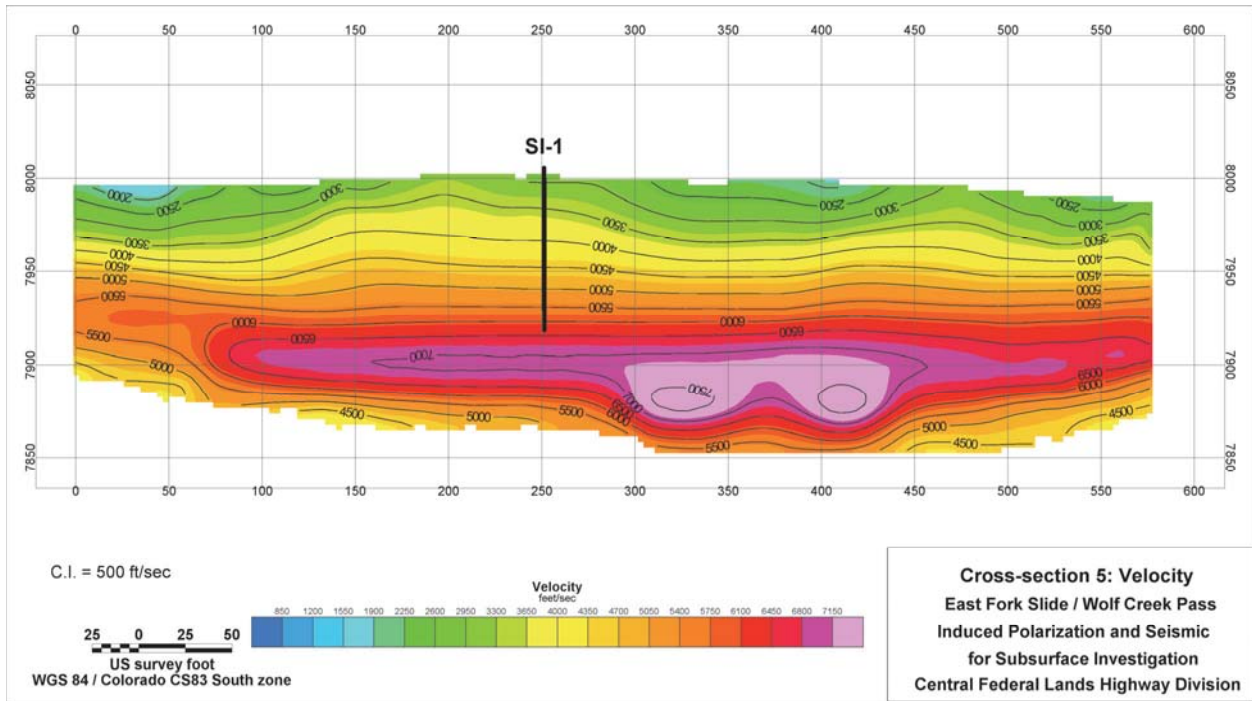 0 50 100 150 200 250 300 350 400 450 500 550 600
8050 8050
SI-1
8000 8000
2000 3000 2500 3000 2500
2500 3500 3000 3500
3500 4000 4000
4000 4500 4500 4500
7950 7950
4500 5000 5000
5000 5500 5500 5500
5500
6000 6000
6500 6500
5500 7000
7900 7900
5000 7000 7500 6500 6000
6500
6000
4500 5000 5500 5000 4500
5500 4500
7850 7850
0 50 100 150 200 250 300 350 400 450 500 550 600
C.I. = 500 ft/sec
Velocity
feet/sec
850 1200 1550 1900 2250 2600 2950 3300 3650 4000 4350 4700 5050 5400 5750 6100 6450 6800 7150
25 0 25 50
US survey foot
WGS 84 / Colorado CS83 South zone
Cross-section 5: Velocity
East Fork Slide / Wolf Creek Pass
Induced Polarization and Seismic
for Subsurface Investigation
Central Federal Lands Highway Division